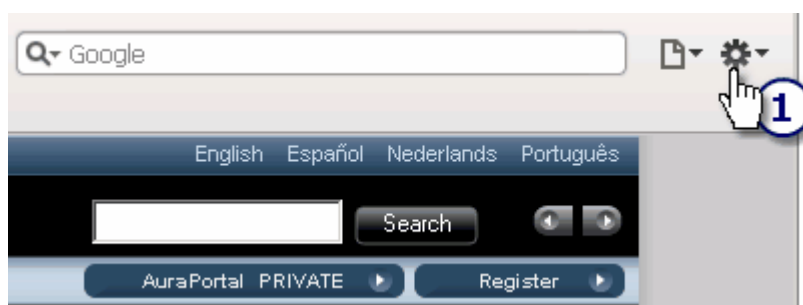 Google
1
English Español Nederlands Português
Search
AuraPortal PRIVATE Register